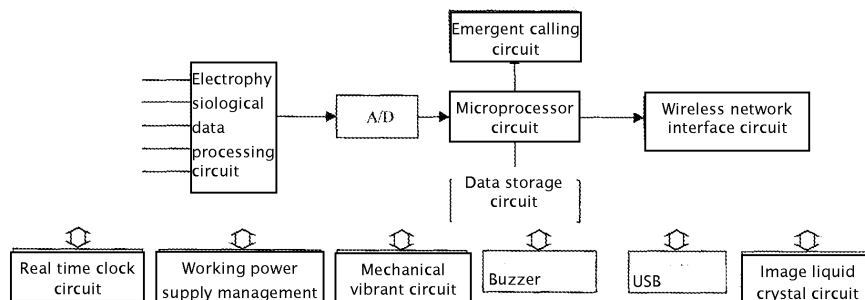 Emergent calling
circuit
Electrophy
siological
data
processing
circuit
A/D
Microprocessor
circuit
Wireless network
interface circuit
Data storage
circuit
Real time clock
circuit
Working power
supply management
Mechanical
vibrant circuit
Buzzer
USB
Image liquid
crystal circuit